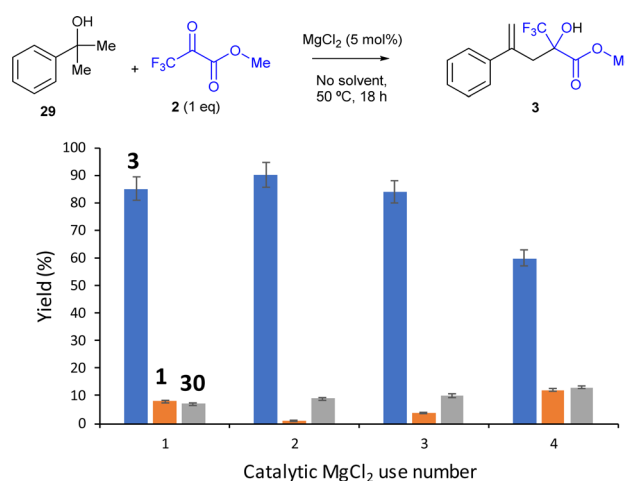 OH
Me
Me
29
+
O
O
F₃C
Me
O
2 (1 eq)
MgCl₂ (5 mol%)
No solvent,
50 ºC, 18 h
F₃C
OH
O
M
O
3
Yield (%)
100
90
80
70
60
50
40
30
20
10
0
3
1
30
1
2
3
4
Catalytic MgCl₂ use number